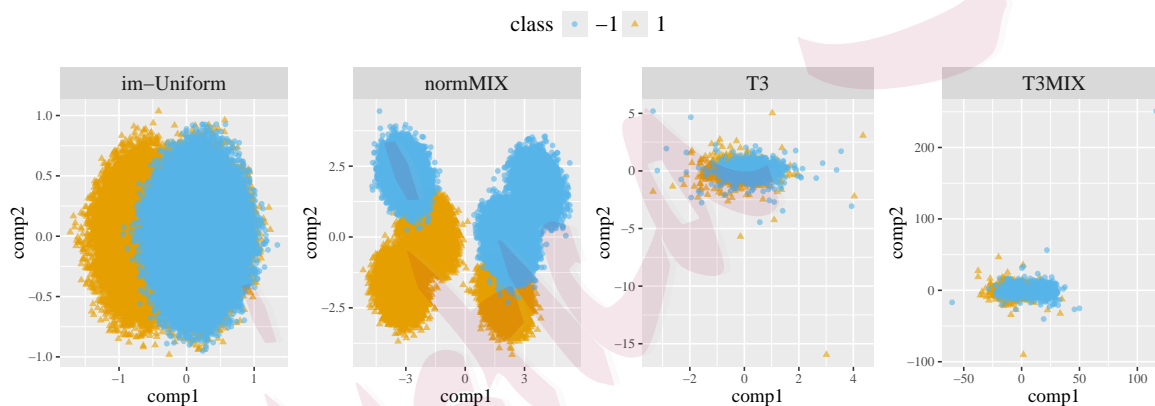 class −1 1
im−Uniform normMIX T3 T3MIX
comp2 1.0 0.5 0.0 −0.5 −1.0
−1 0 1
comp1
comp2 2.5 0.0 −2.5
−3 0 3
comp1
comp2 5 0 −5 −10 −15
−2 0 2 4
comp1
comp2 200 100 0 −100
−50 0 50 100
comp1